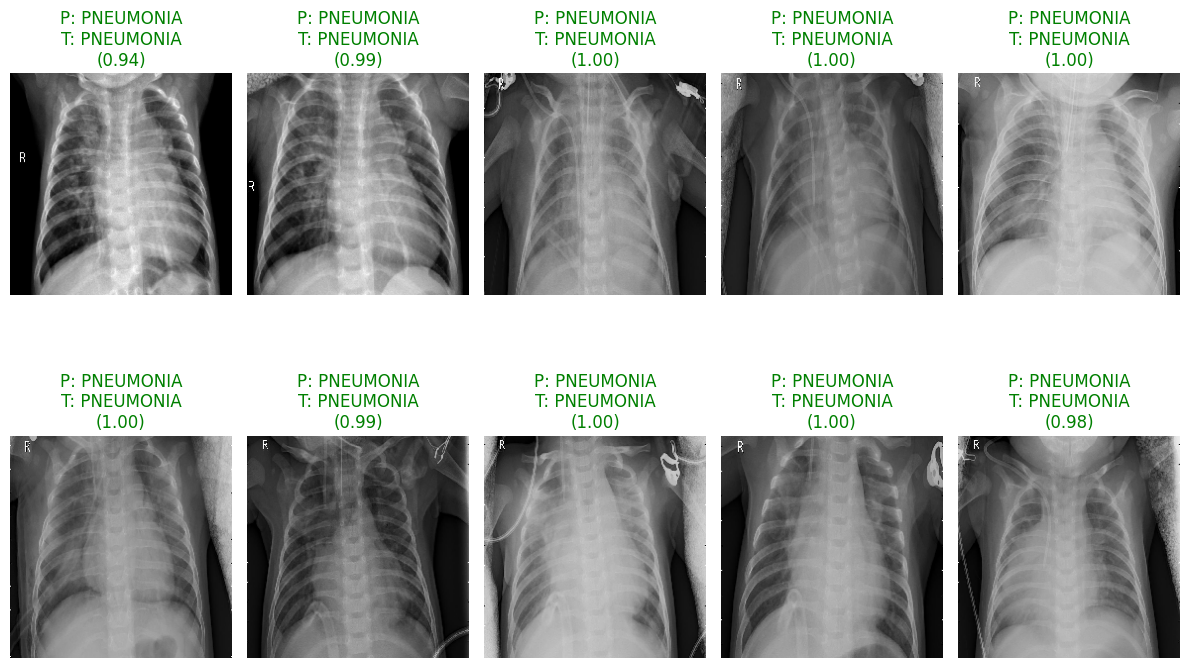 P: PNEUMONIA P: PNEUMONIA P: PNEUMONIA P: PNEUMONIA P: PNEUMONIA
T: PNEUMONIA T: PNEUMONIA T: PNEUMONIA T: PNEUMONIA T: PNEUMONIA
(0.94) (0.99) (1.00) (1.00) (1.00)
R R R R R
P: PNEUMONIA P: PNEUMONIA P: PNEUMONIA P: PNEUMONIA P: PNEUMONIA
T: PNEUMONIA T: PNEUMONIA T: PNEUMONIA T: PNEUMONIA T: PNEUMONIA
(1.00) (0.99) (1.00) (1.00) (0.98)
R R R R R